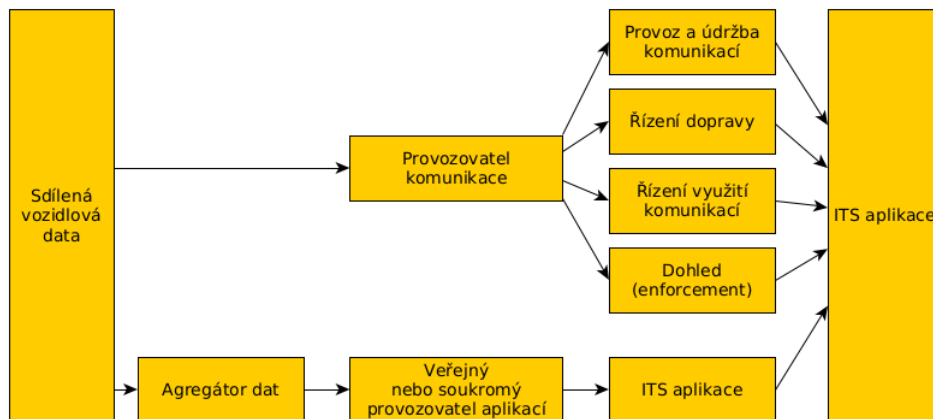 Sdílená
vozidlová
data
Provozovatel
komunikace
Provoz a údržba
komunikací
Řízení dopravy
Řízení využití
komunikací
Dohled
(enforcement)
ITS aplikace
Agregátor dat
Veřejný
nebo soukromý
provozovatel aplikací
ITS aplikace